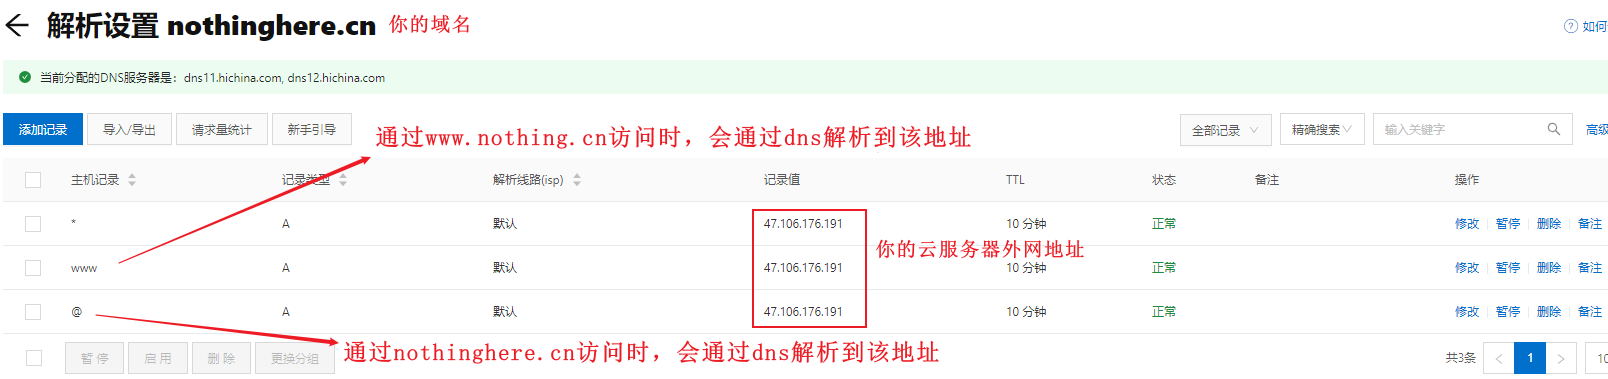 解析设置 nothinghere.cn 你的域名
如何
当前分配的DNS服务器是：dns11.hichina.com, dns12.hichina.com
添加记录 导入/导出 请求量统计 新手引导 全部记录 精确搜索 输入关键字 高级
通过www.nothing.cn访问时，会通过dns解析到该地址
主机记录 记录类型 解析线路(isp) 记录值 TTL 状态 备注 操作
* A 默认 47.106.176.191 10 分钟 正常 修改 暂停 删除 备注
你的云服务器外网地址
www A 默认 47.106.176.191 10 分钟 正常 修改 暂停 删除 备注
@ A 默认 47.106.176.191 10 分钟 正常 修改 暂停 删除 备注
暂 停 启 用 删 除 更换分组 共3条 < 1 > 10
通过nothinghere.cn访问时，会通过dns解析到该地址